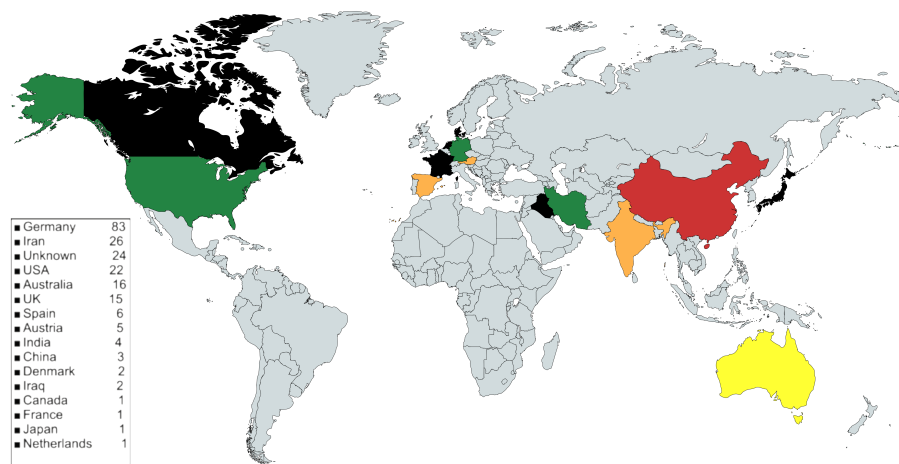 Germany 83
Iran 26
Unknown 24
USA 22
Australia 16
UK 15
Spain 6
Austria 5
India 4
China 3
Denmark 2
Iraq 2
Canada 1
France 1
Japan 1
Netherlands 1